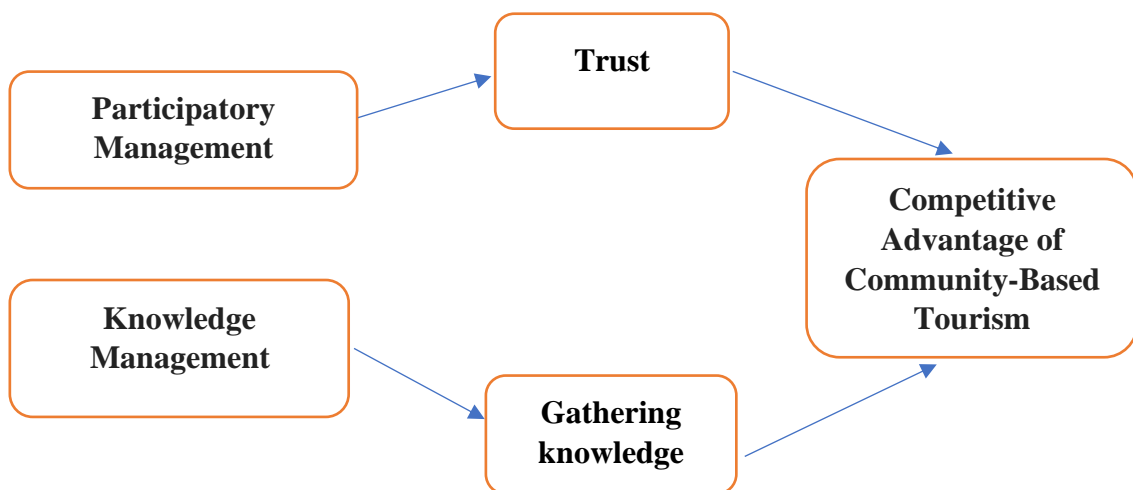 Participatory
Management
Trust
Competitive
Advantage of
Community-Based
Tourism
Knowledge
Management
Gathering
knowledge